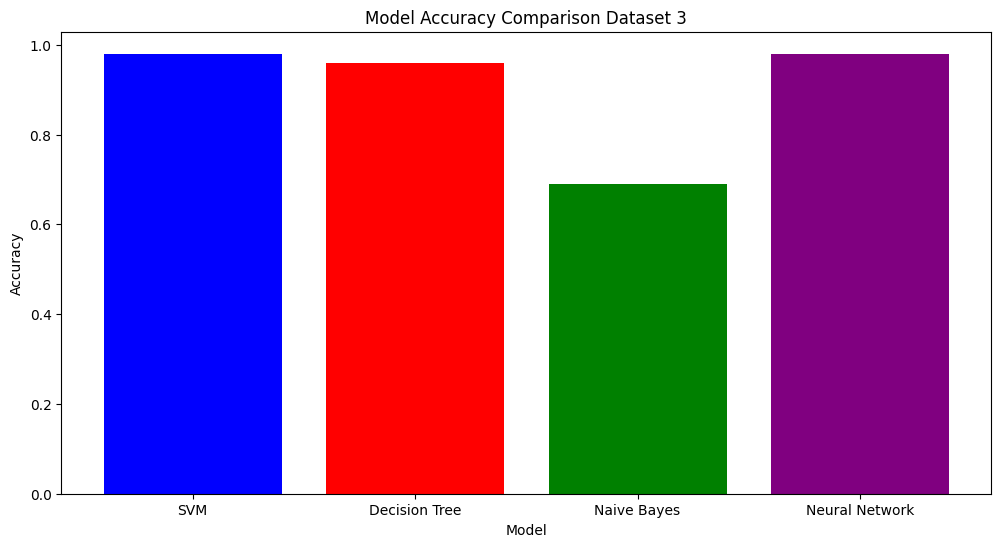 Model Accuracy Comparison Dataset 3
1.0
0.8
0.6
0.4
0.2
0.0
Accuracy
SVM
Decision Tree
Naive Bayes
Neural Network
Model